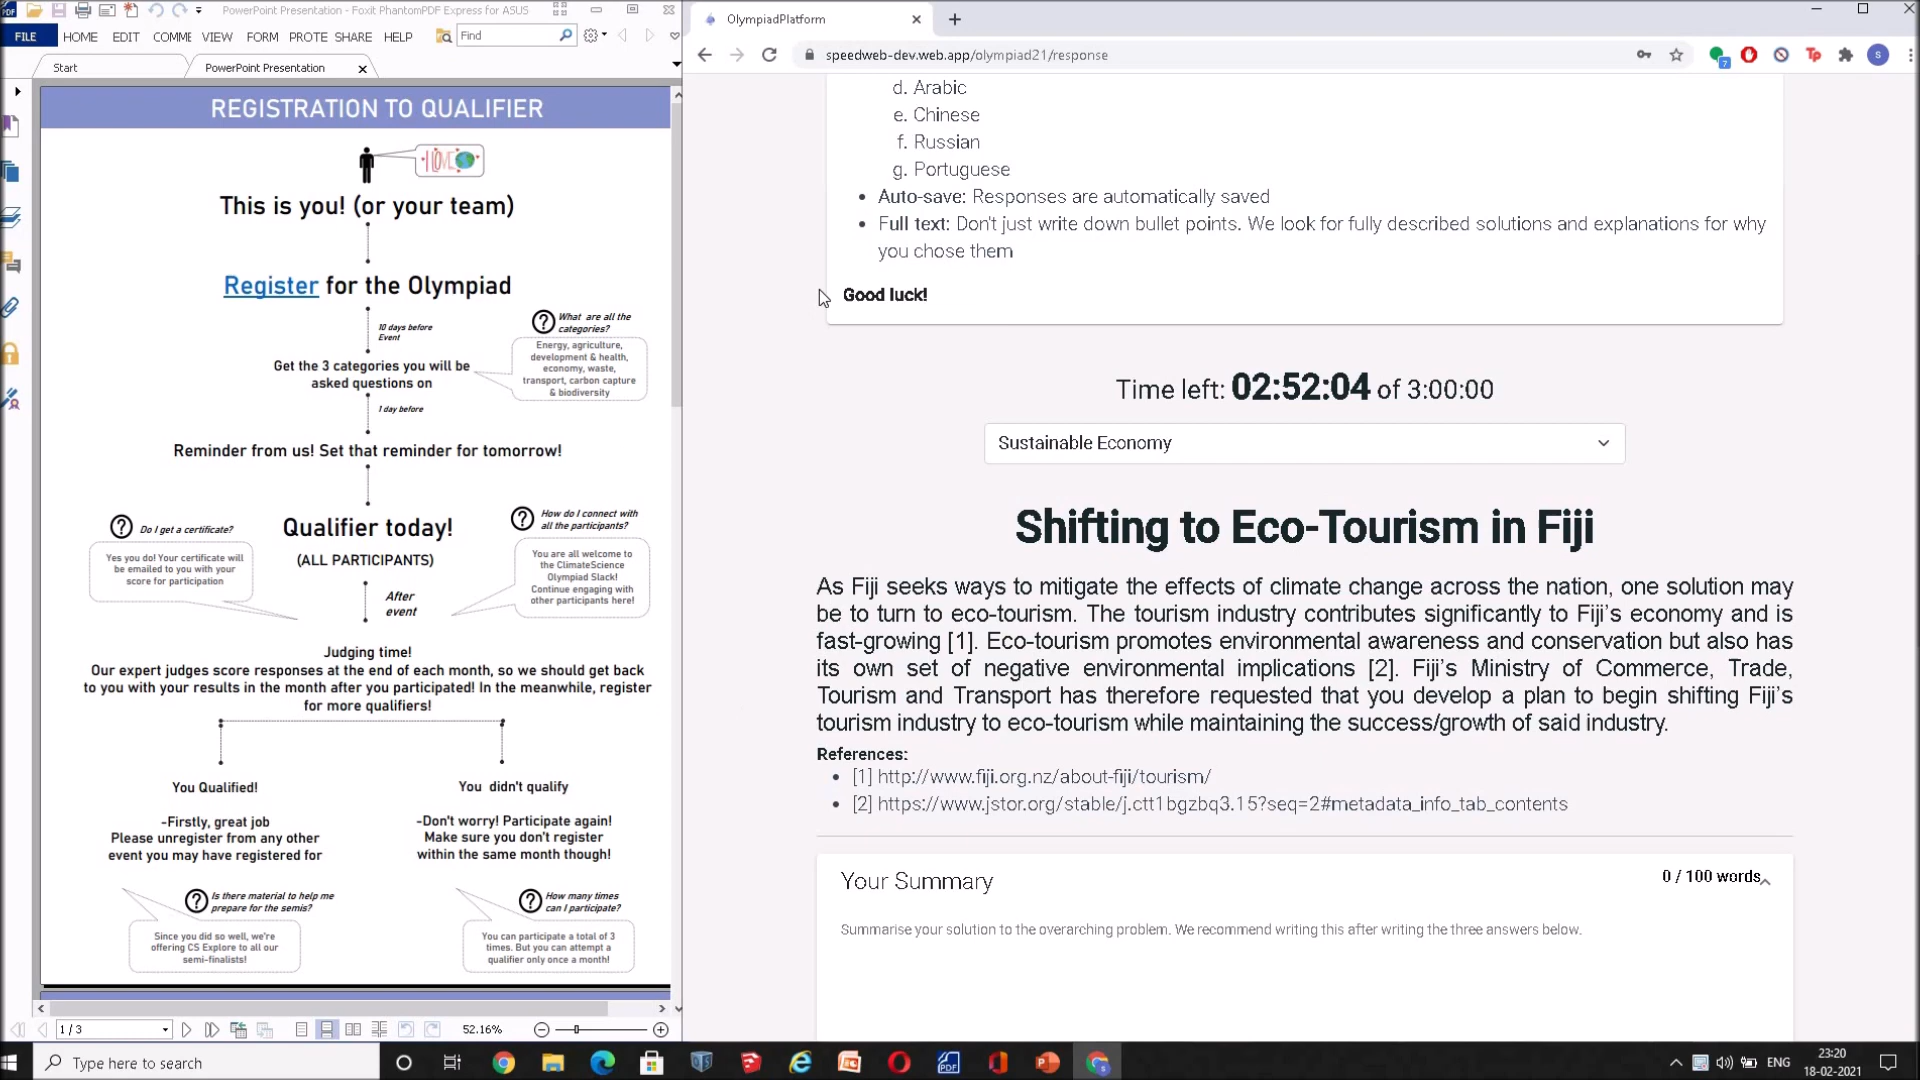 PowerPoint Presentation - Foxit PhantomPDF Express for ASUS
FILE HOME EDIT COMME VIEW FORM PROTE SHARE HELP
Find
Start
PowerPoint Presentation
REGISTRATION TO QUALIFIER
I LOVE
This is you! (or your team)
Register for the Olympiad
10 days before
Event
What are all the
categories?
Get the 3 categories you will be
asked questions on
Energy, agriculture,
development & health,
economy, waste,
transport, carbon capture
& biodiversity
1 day before
Reminder from us! Set that reminder for tomorrow!
Do I get a certificate?
Yes you do! Your certificate will
be emailed to you with your
score for participation
Qualifier today!
(ALL PARTICIPANTS)
How do I connect with
all the participants?
You are all welcome to
the ClimateScience
Olympiad Slack!
Continue engaging with
other participants here!
After
event
Judging time!
Our expert judges score responses at the end of each month, so we should get back
to you with your results in the month after you participated! In the meanwhile, register
for more qualifiers!
You Qualified!
-Firstly, great job
Please unregister from any other
event you may have registered for
Is there material to help me
prepare for the semis?
Since you did so well, we're
offering CS Explore to all our
semi-finalists!
You didn't qualify
-Don't worry! Participate again!
Make sure you don't register
within the same month though!
How many times
can I participate?
You can participate a total of 3
times. But you can attempt a
qualifier only once a month!
1 / 3
52.16%
OlympiadPlatform
speedweb-dev.web.app/olympiad21/response
7
Tp
S
d. Arabic
e. Chinese
f. Russian
g. Portuguese
• Auto-save: Responses are automatically saved
• Full text: Don't just write down bullet points. We look for fully described solutions and explanations for why
you chose them
Good luck!
Time left: 02:52:04 of 3:00:00
Sustainable Economy
Shifting to Eco-Tourism in Fiji
As Fiji seeks ways to mitigate the effects of climate change across the nation, one solution may
be to turn to eco-tourism. The tourism industry contributes significantly to Fiji's economy and is
fast-growing [1]. Eco-tourism promotes environmental awareness and conservation but also has
its own set of negative environmental implications [2]. Fiji's Ministry of Commerce, Trade,
Tourism and Transport has therefore requested that you develop a plan to begin shifting Fiji's
tourism industry to eco-tourism while maintaining the success/growth of said industry.
References:
• [1] http://www.fiji.org.nz/about-fiji/tourism/
• [2] https://www.jstor.org/stable/j.ctt1bgzbq3.15?seq=2#metadata_info_tab_contents
Your Summary
0 / 100 words
Summarise your solution to the overarching problem. We recommend writing this after writing the three answers below.
Type here to search
ENG
23:20
18-02-2021